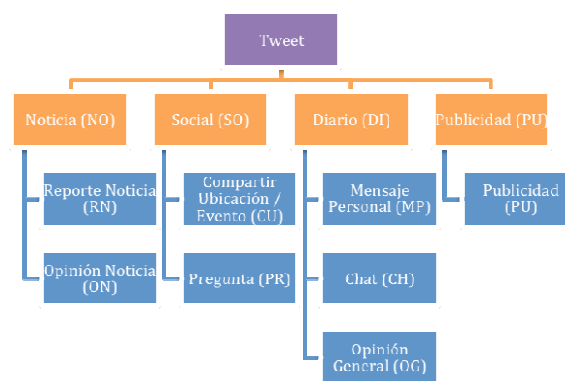 Tweet
Noticia (NO)
Social (SO)
Diario (DI)
Publicidad (PU)
Reporte Noticia
(RN)
Compartir
Ubicación /
Evento (CU)
Mensaje
Personal (MP)
Publicidad
(PU)
Opinión Noticia
(ON)
Pregunta (PR)
Chat (CH)
Opinión
General (OG)